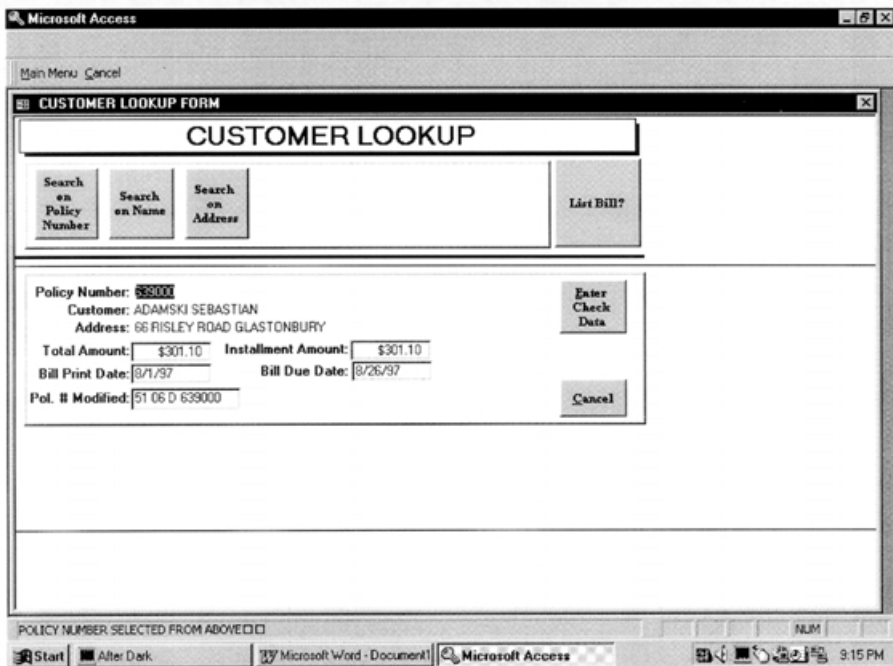 Microsoft Access
Main Menu Cancel
CUSTOMER LOOKUP FORM
CUSTOMER LOOKUP
Search on Policy Number
Search on Name
Search on Address
List Bill?
Policy Number: 639000
Customer: ADAMSKI SEBASTIAN
Address: 66 RISLEY ROAD GLASTONBURY
Total Amount: $301.10 Installment Amount: $301.10
Bill Print Date: 8/1/97 Bill Due Date: 8/26/97
Pol. # Modified: 51 06 D 639000
Enter Check Data
Cancel
POLICY NUMBER SELECTED FROM ABOVE
NUM
Start After Dark Microsoft Word - Document1 Microsoft Access 9:15 PM